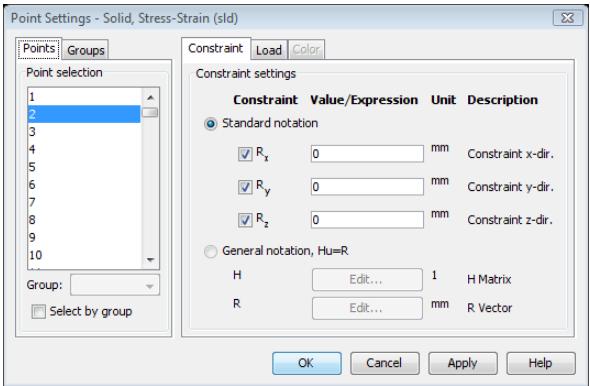 Point Settings - Solid, Stress-Strain (sld)
Points Groups
Point selection
1
2
3
4
5
6
7
8
9
10
Group:
Select by group
Constraint Load Color
Constraint settings
Constraint Value/Expression Unit Description
Standard notation
Rx 0 mm Constraint x-dir.
Ry 0 mm Constraint y-dir.
Rz 0 mm Constraint z-dir.
General notation, Hu=R
H Edit... 1 H Matrix
R Edit... mm R Vector
OK Cancel Apply Help